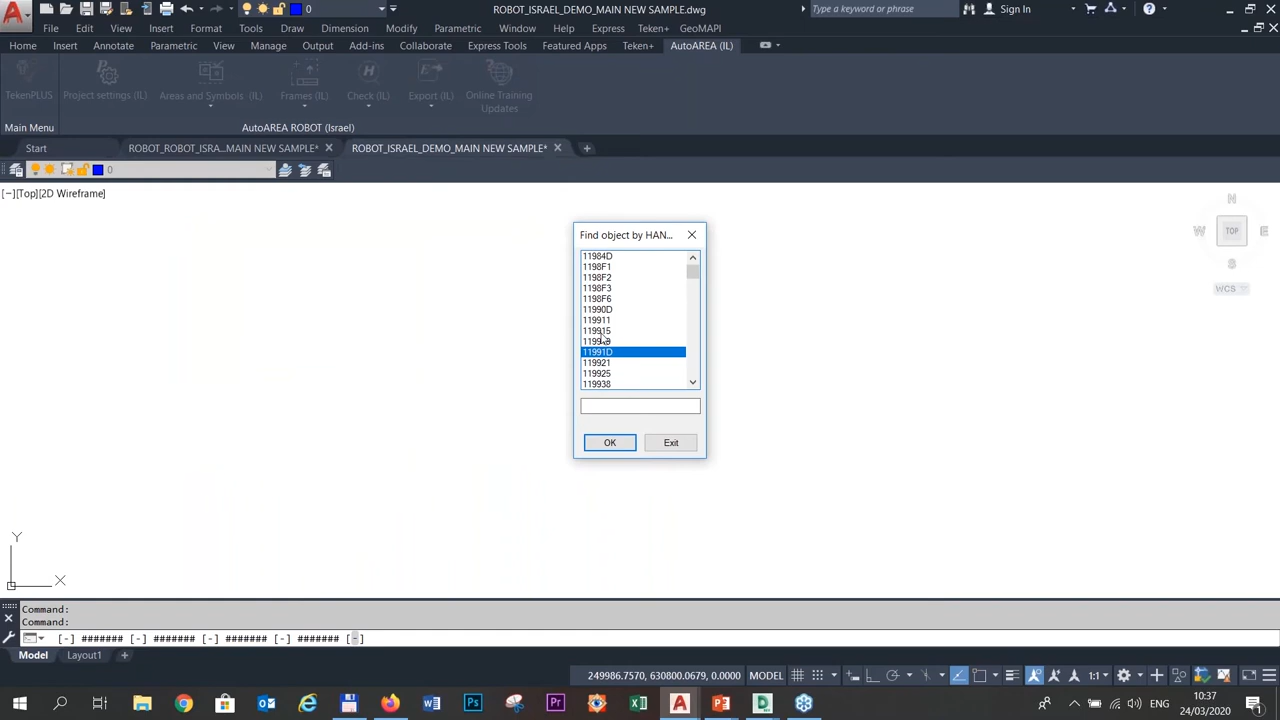 ROBOT_ISRAEL_DEMO_MAIN NEW SAMPLE.dwg
0
Type a keyword or phrase
Sign In
File Edit View Insert Format Tools Draw Dimension Modify Parametric Window Help Express Teken+ GeoMAPI
Home Insert Annotate Parametric View Manage Output Add-ins Collaborate Express Tools Featured Apps Teken+ AutoAREA (IL)
TekenPLUS Project settings (IL) Areas and Symbols (IL) Frames (IL) Check (IL) Export (IL) Online Training
Updates
Main Menu AutoAREA ROBOT (Israel)
Start ROBOT_ROBOT_ISRA...MAIN NEW SAMPLE* ROBOT_ISRAEL_DEMO_MAIN NEW SAMPLE*
0
[−][Top][2D Wireframe]
N
W TOP E
S
WCS
Find object by HAN...
11984D
1198F1
1198F2
1198F3
1198F6
11990D
119911
119915
11991D
119921
119925
119938
OK Exit
Y
X
Command:
Command:
[-] ####### [-] ####### [-] ####### [-] ####### [-]
Model Layout1
249986.7570, 630800.0679, 0.0000 MODEL 1:1
ENG
10:37
24/03/2020